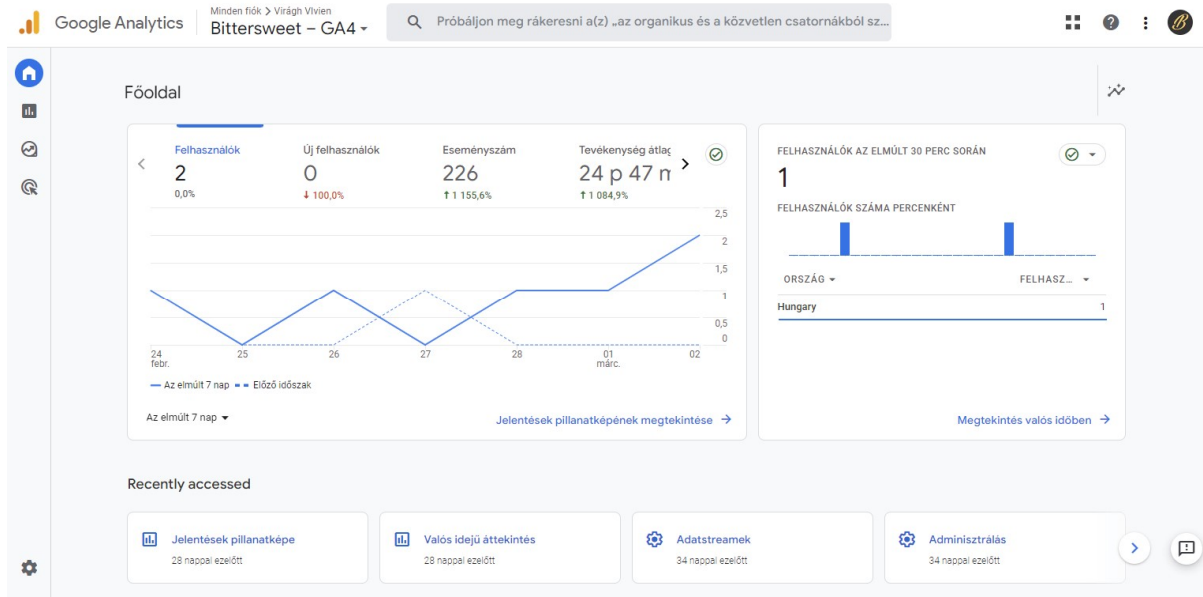 Google Analytics
Minden fiók > Virágh VIvien
Bittersweet – GA4
Próbáljon meg rákeresni a(z) „az organikus és a közvetlen csatornákból sz...
Főoldal
Felhasználók
2
0,0%
Új felhasználók
0
↓ 100,0%
Eseményszám
226
↑ 1 155,6%
Tevékenység átlag
24 p 47 m
↑ 1 084,9%
2,5
2
1,5
1
0,5
0
24 febr.
25
26
27
28
01 márc.
02
Az elmúlt 7 nap
Előző időszak
Az elmúlt 7 nap
Jelentések pillanatképének megtekintése
FELHASZNÁLÓK AZ ELMÚLT 30 PERC SORÁN
1
FELHASZNÁLÓK SZÁMA PERCENKÉNT
ORSZÁG
FELHASZ...
Hungary 1
Megtekintés valós időben
Recently accessed
Jelentések pillanatképe
28 nappal ezelőtt
Valós idejű áttekintés
28 nappal ezelőtt
Adatstreamek
34 nappal ezelőtt
Adminisztrálás
34 nappal ezelőtt